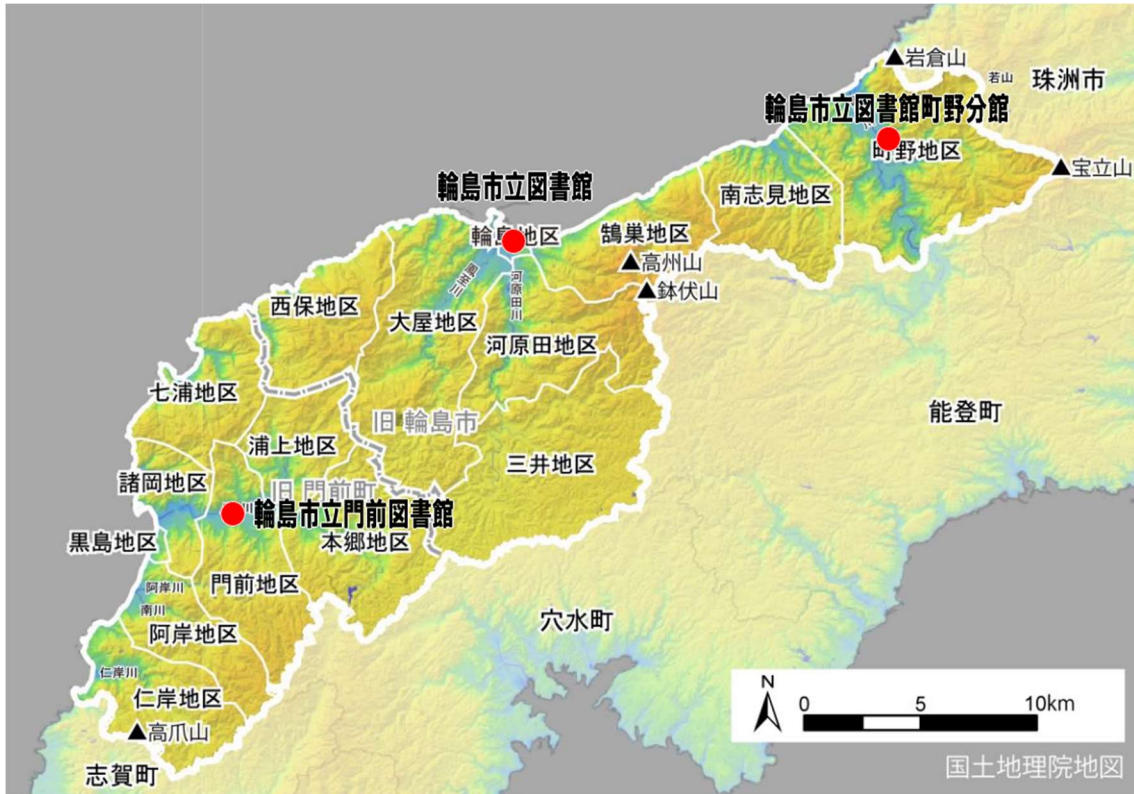 岩倉山
若山
珠洲市
輪島市立図書館町野分館
町野地区
宝立山
輪島市立図書館
南志見地区
輪島地区
鵠巣地区
高州山
鉢伏山
鳳至川
河原田川
西保地区
大屋地区
河原田地区
七浦地区
旧 輪島市
能登町
浦上地区
三井地区
諸岡地区
旧 門前町
川
輪島市立門前図書館
黒島地区
本郷地区
門前地区
阿岸川
南川
穴水町
阿岸地区
仁岸川
仁岸地区
高爪山
志賀町
N
0 5 10km
国土地理院地図